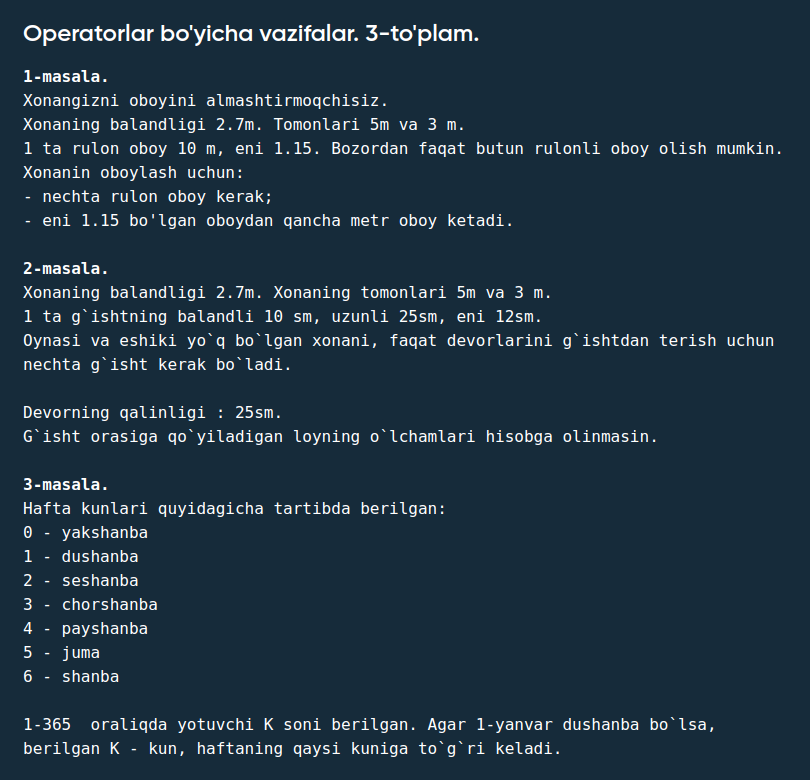 Operatorlar bo'yicha vazifalar. 3-to'plam.
1-masala.
Xonangizni oboyini almashtirmoqchisiz.
Xonaning balandligi 2.7m. Tomonlari 5m va 3 m.
1 ta rulon oboy 10 m, eni 1.15. Bozordan faqat butun rulonli oboy olish mumkin.
Xonanin oboylash uchun:
- nechta rulon oboy kerak;
- eni 1.15 bo'lgan oboydan qancha metr oboy ketadi.
2-masala.
Xonaning balandligi 2.7m. Xonaning tomonlari 5m va 3 m.
1 ta g`ishtning balandli 10 sm, uzunli 25sm, eni 12sm.
Oynasi va eshiki yo`q bo`lgan xonani, faqat devorlarini g`ishtdan terish uchun
nechta g`isht kerak bo`ladi.
Devorning qalinligi : 25sm.
G`isht orasiga qo`yiladigan loyning o`lchamlari hisobga olinmasin.
3-masala.
Hafta kunlari quyidagicha tartibda berilgan:
0 - yakshanba
1 - dushanba
2 - seshanba
3 - chorshanba
4 - payshanba
5 - juma
6 - shanba
1-365  oraliqda yotuvchi K soni berilgan. Agar 1-yanvar dushanba bo`lsa,
berilgan K - kun, haftaning qaysi kuniga to`g`ri keladi.